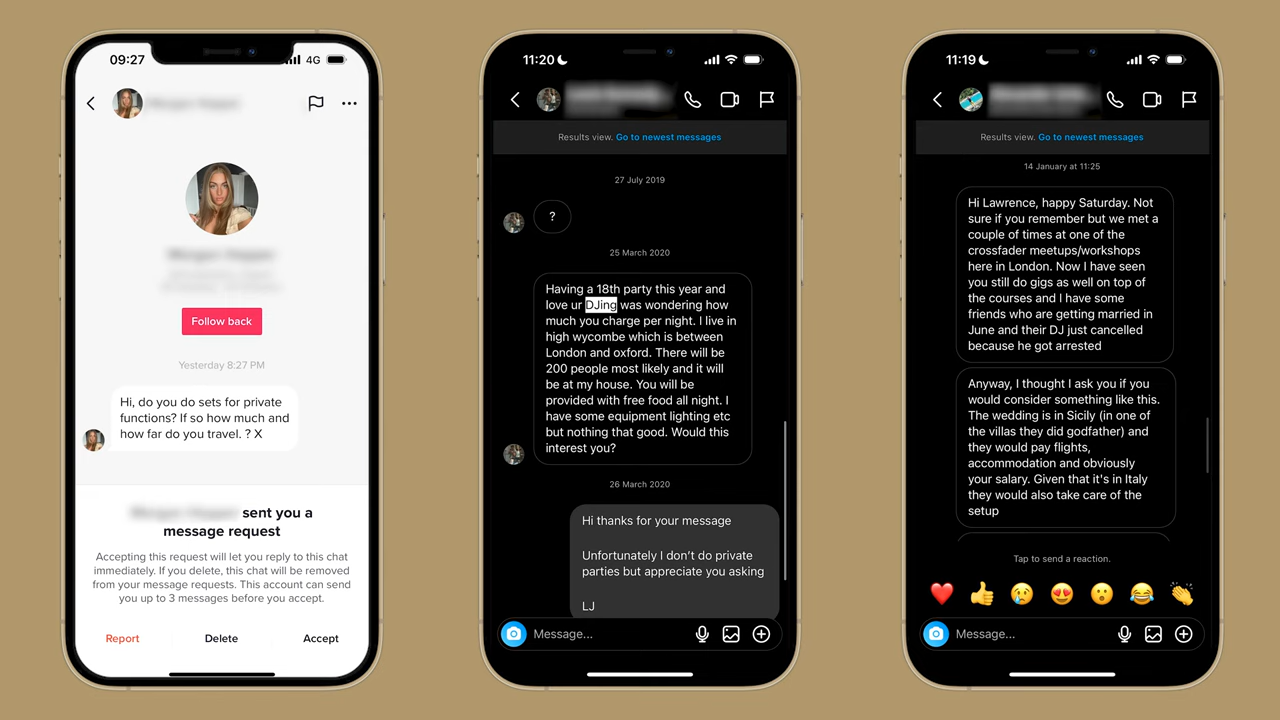 09:27
4G
Follow back
Yesterday 8:27 PM
Hi, do you do sets for private
functions? If so how much and
how far do you travel. ? X
sent you a
message request
Accepting this request will let you reply to this chat
immediately. If you delete, this chat will be removed
from your message requests. This account can send
you up to 3 messages before you accept.
Report Delete Accept
11:20
Results view. Go to newest messages
27 July 2019
?
25 March 2020
Having a 18th party this year and
love ur DJing was wondering how
much you charge per night. I live in
high wycombe which is between
London and oxford. There will be
200 people most likely and it will
be at my house. You will be
provided with free food all night. I
have some equipment lighting etc
but nothing that good. Would this
interest you?
26 March 2020
Hi thanks for your message
Unfortunately I don't do private
parties but appreciate you asking
LJ
Message...
11:19
Results view. Go to newest messages
14 January at 11:25
Hi Lawrence, happy Saturday. Not
sure if you remember but we met a
couple of times at one of the
crossfader meetups/workshops
here in London. Now I have seen
you still do gigs as well on top of
the courses and I have some
friends who are getting married in
June and their DJ just cancelled
because he got arrested
Anyway, I thought I ask you if you
would consider something like this.
The wedding is in Sicily (in one of
the villas they did godfather) and
they would pay flights,
accommodation and obviously
your salary. Given that it's in Italy
they would also take care of the
setup
Tap to send a reaction.
Message...